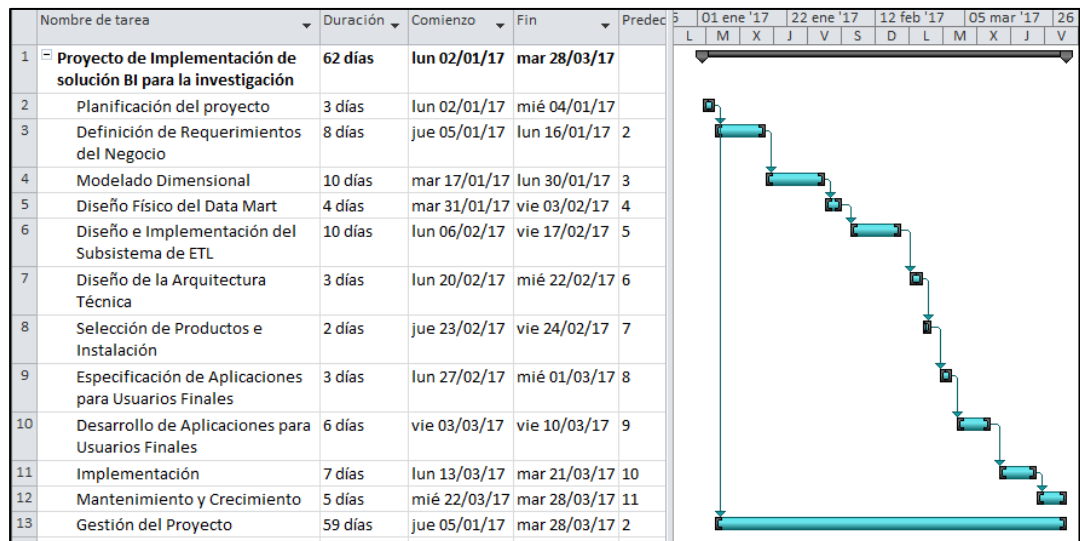 Nombre de tarea Duración Comienzo Fin Predec 5 01 ene '17 22 ene '17 12 feb '17 05 mar '17 26
L M X J V S D L M X J V
1 Proyecto de Implementación de 62 días lun 02/01/17 mar 28/03/17
solución BI para la investigación
2 Planificación del proyecto 3 días lun 02/01/17 mié 04/01/17
3 Definición de Requerimientos 8 días jue 05/01/17 lun 16/01/17 2
del Negocio
4 Modelado Dimensional 10 días mar 17/01/17 lun 30/01/17 3
5 Diseño Físico del Data Mart 4 días mar 31/01/17 vie 03/02/17 4
6 Diseño e Implementación del 10 días lun 06/02/17 vie 17/02/17 5
Subsistema de ETL
7 Diseño de la Arquitectura 3 días lun 20/02/17 mié 22/02/17 6
Técnica
8 Selección de Productos e 2 días jue 23/02/17 vie 24/02/17 7
Instalación
9 Especificación de Aplicaciones 3 días lun 27/02/17 mié 01/03/17 8
para Usuarios Finales
10 Desarrollo de Aplicaciones para 6 días vie 03/03/17 vie 10/03/17 9
Usuarios Finales
11 Implementación 7 días lun 13/03/17 mar 21/03/17 10
12 Mantenimiento y Crecimiento 5 días mié 22/03/17 mar 28/03/17 11
13 Gestión del Proyecto 59 días jue 05/01/17 mar 28/03/17 2